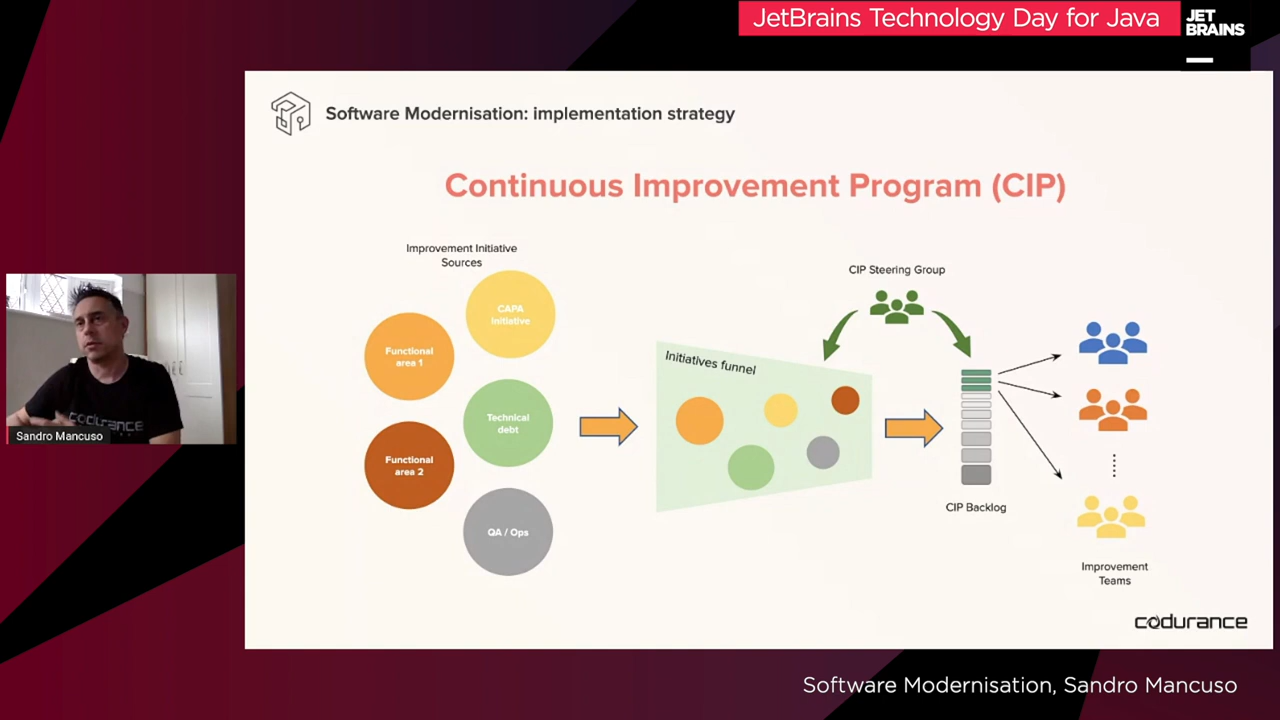 JetBrains Technology Day for Java
JET
BRAINS
Software Modernisation: implementation strategy
Continuous Improvement Program (CIP)
Improvement Initiative
Sources
CAPA
initiative
Functional
area 1
Technical
debt
Functional
area 2
QA / Ops
Initiatives funnel
CIP Steering Group
CIP Backlog
Improvement
Teams
codurance
codurance
Sandro Mancuso
Software Modernisation, Sandro Mancuso